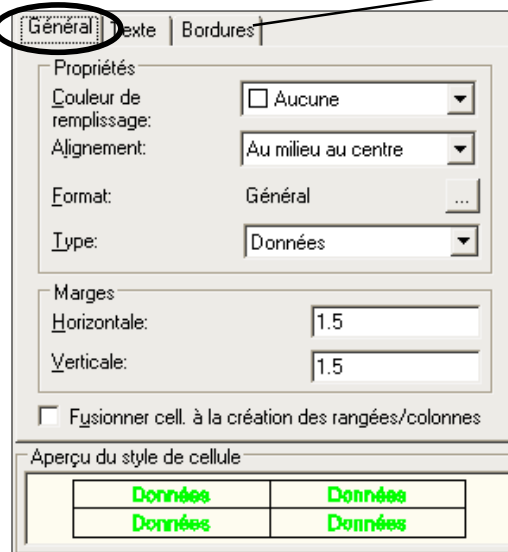 Général Texte Bordures
Propriétés
Couleur de
remplissage:
Aucune
Alignement:
Au milieu au centre
Format:
Général
...
Type:
Données
Marges
Horizontale:
1.5
Verticale:
1.5
Fusionner cell. à la création des rangées/colonnes
Aperçu du style de cellule
Données Données
Données Données